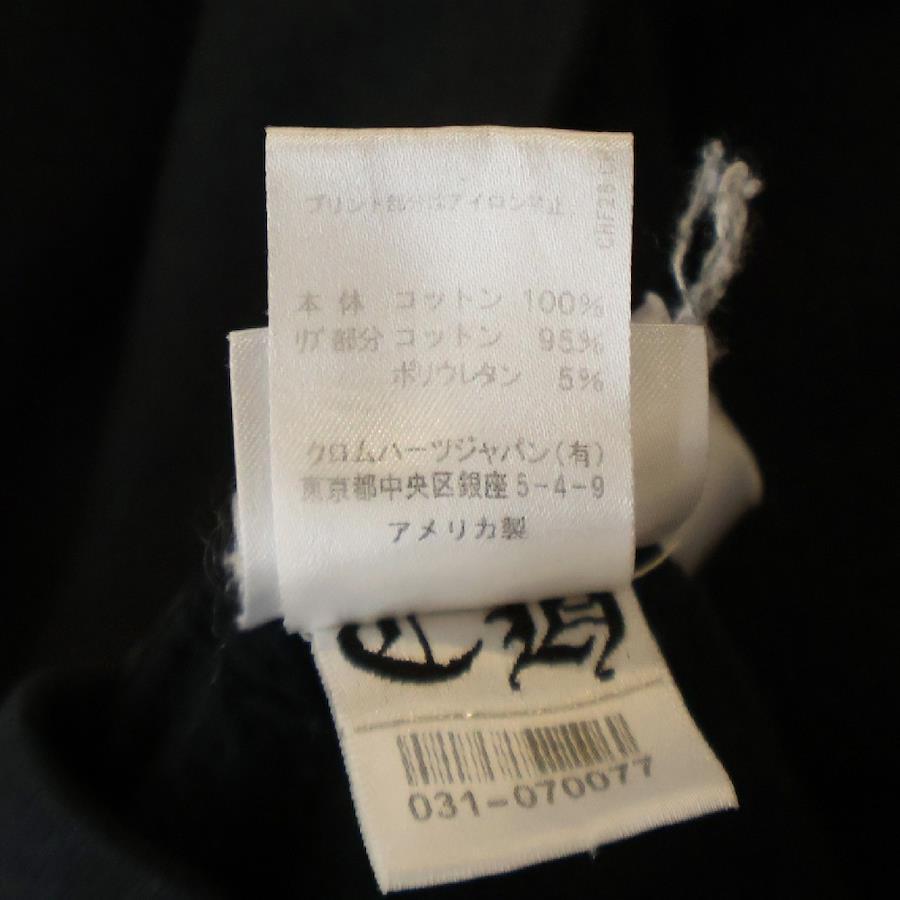 プリント部分はアイロン禁止
本体 コットン 100%
リブ部分 コットン 95%
ポリウレタン 5%
クロムハーツジャパン(有)
東京都中央区銀座5-4-9
アメリカ製
CH
031-070077